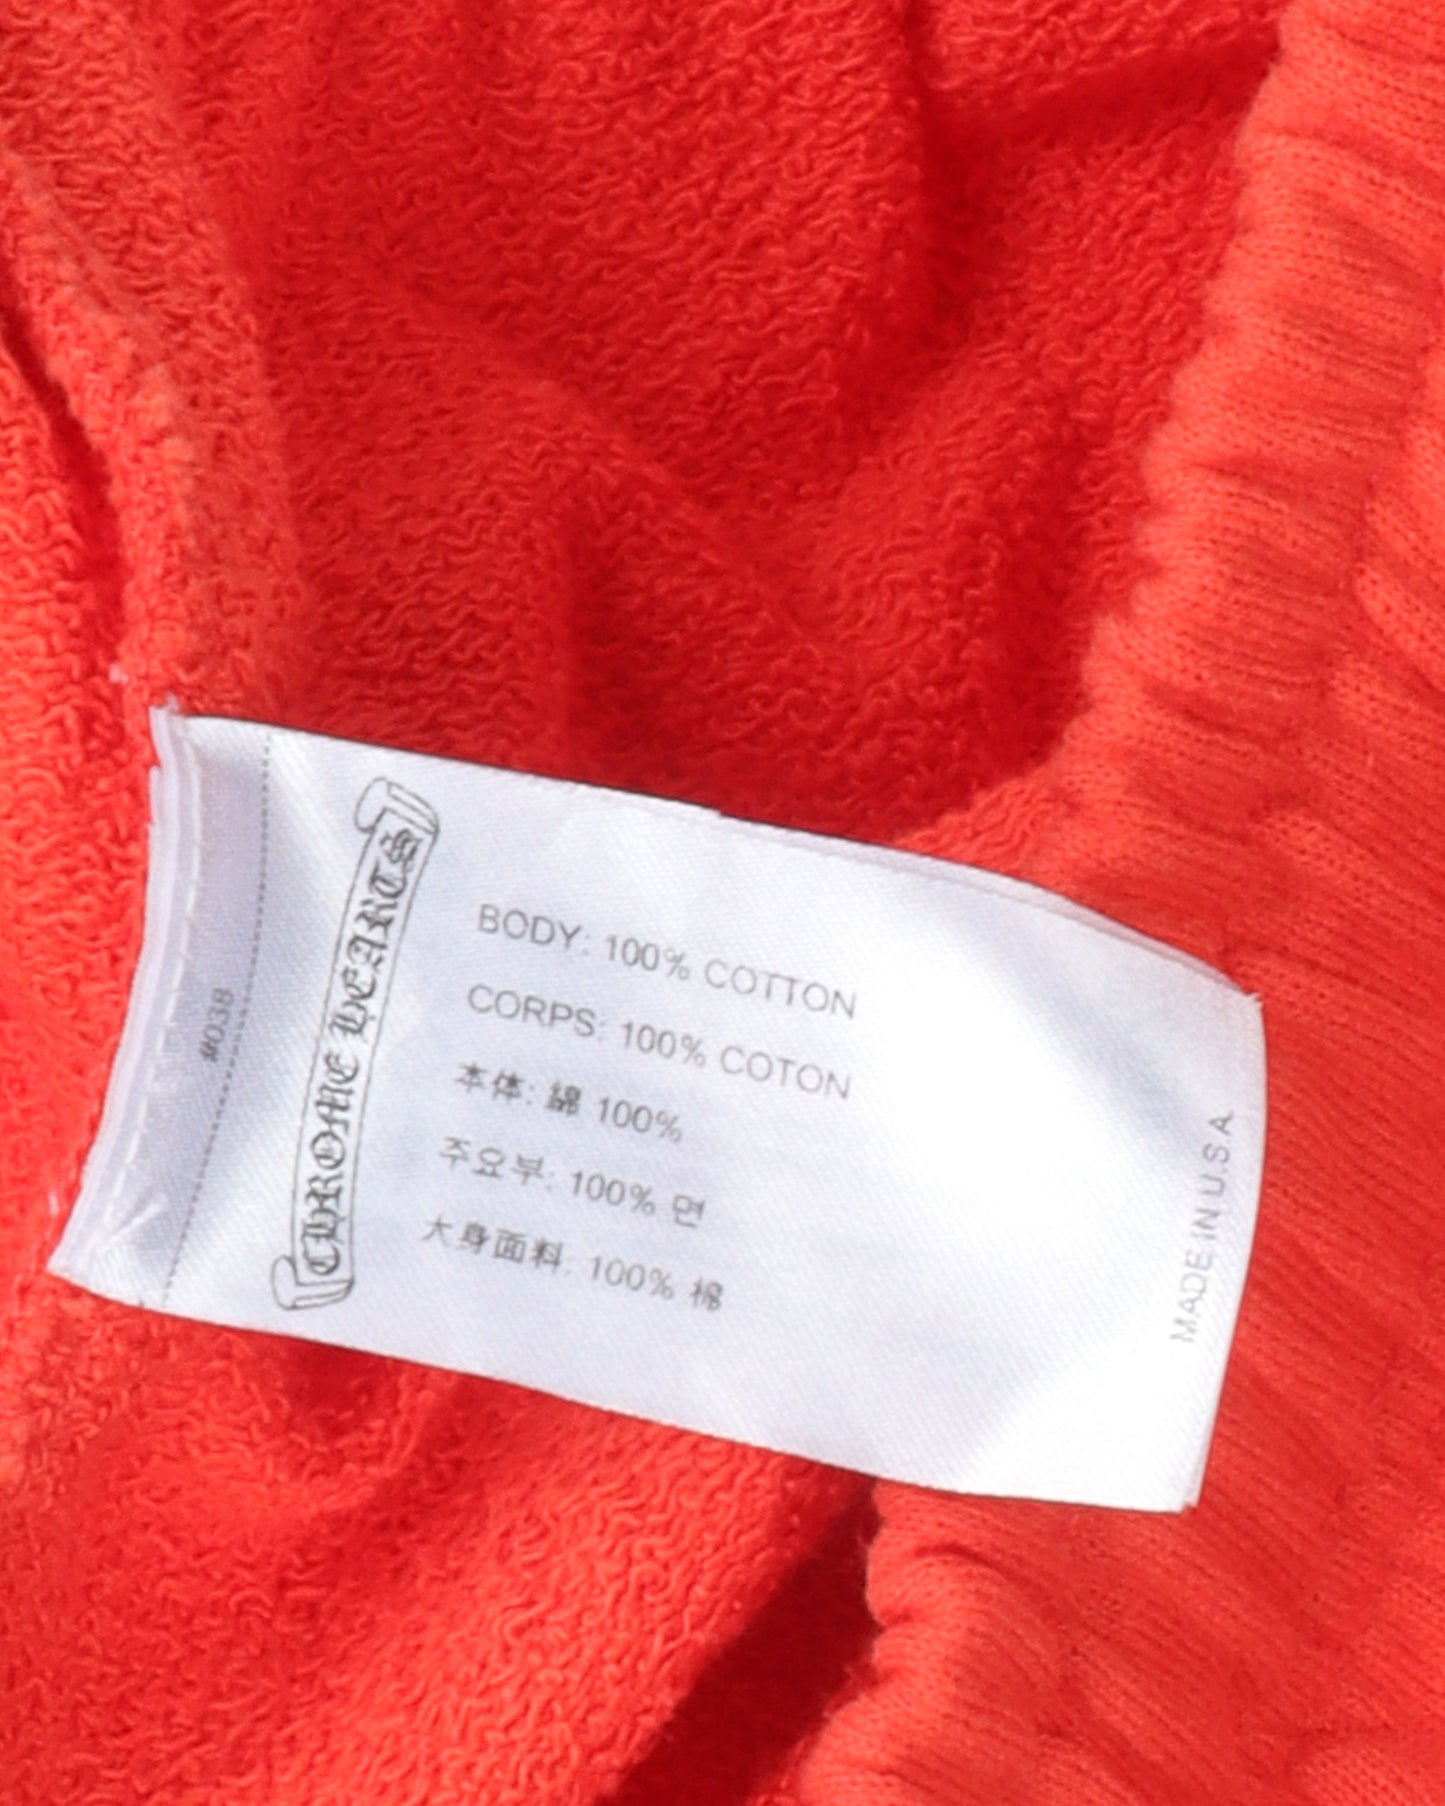 #038
CHROME HEARTS
BODY: 100% COTTON
CORPS: 100% COTON
本体: 綿 100%
주요부: 100% 면
大身面料: 100% 棉
MADE IN U.S.A